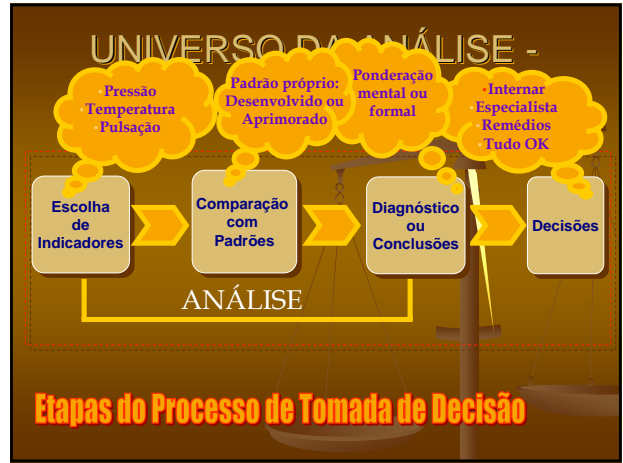 UNIVERSO DA ANÁLISE -
•Pressão
•Temperatura
•Pulsação
Padrão próprio:
Desenvolvido ou
Aprimorado
Ponderação
mental ou
formal
•Internar
•Especialista
•Remédios
•Tudo OK
Escolha
de
Indicadores
Comparação
com
Padrões
Diagnóstico
ou
Conclusões
Decisões
ANÁLISE
Etapas do Processo de Tomada de Decisão